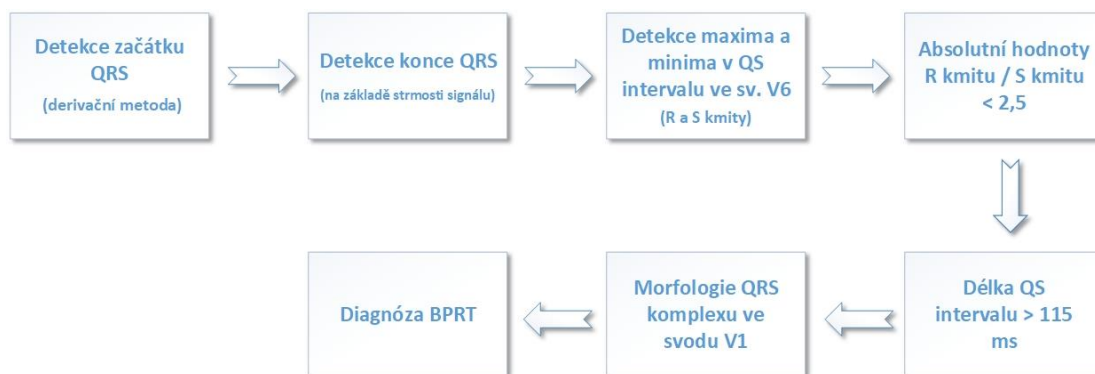 Detekce začátku
QRS
(derivační metoda)
Detekce konce QRS
(na základě strmosti signálu)
Detekce maxima a
minima v QS
intervalu ve sv. V6
(R a S kmity)
Absolutní hodnoty
R kmitu / S kmitu
< 2,5
Délka QS
intervalu > 115
ms
Morfologie QRS
komplexu ve
svodu V1
Diagnóza BPRT